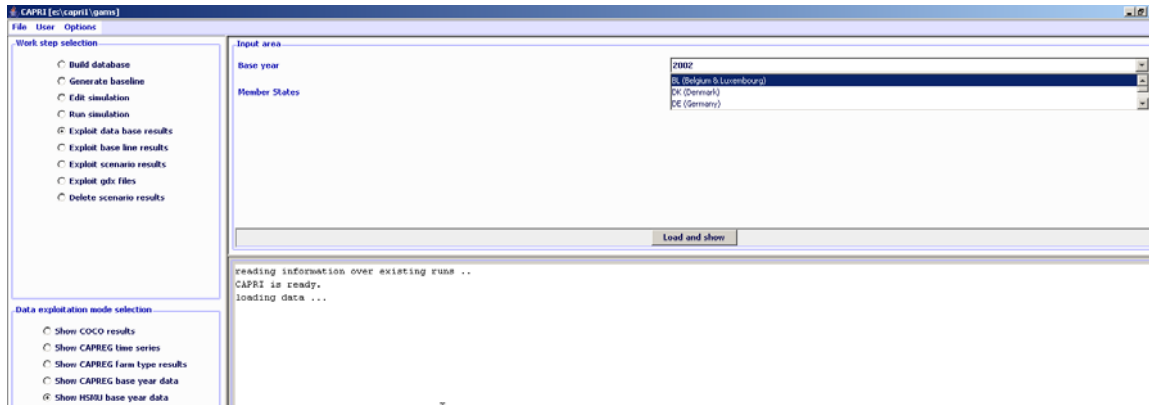 CAPRI [e:\capri1\gams]
File User Options
Work step selection
Build database
Generate baseline
Edit simulation
Run simulation
Exploit data base results
Exploit base line results
Exploit scenario results
Exploit gdx files
Delete scenario results
Data exploitation mode selection
Show COCO results
Show CAPREG time series
Show CAPREG farm type results
Show CAPREG base year data
Show HSMU base year data
Input area
Base year 2002
Member States
BL (Belgium & Luxembourg)
DK (Denmark)
DE (Germany)
Load and show
reading information over existing runs ..
CAPRI is ready.
loading data ...